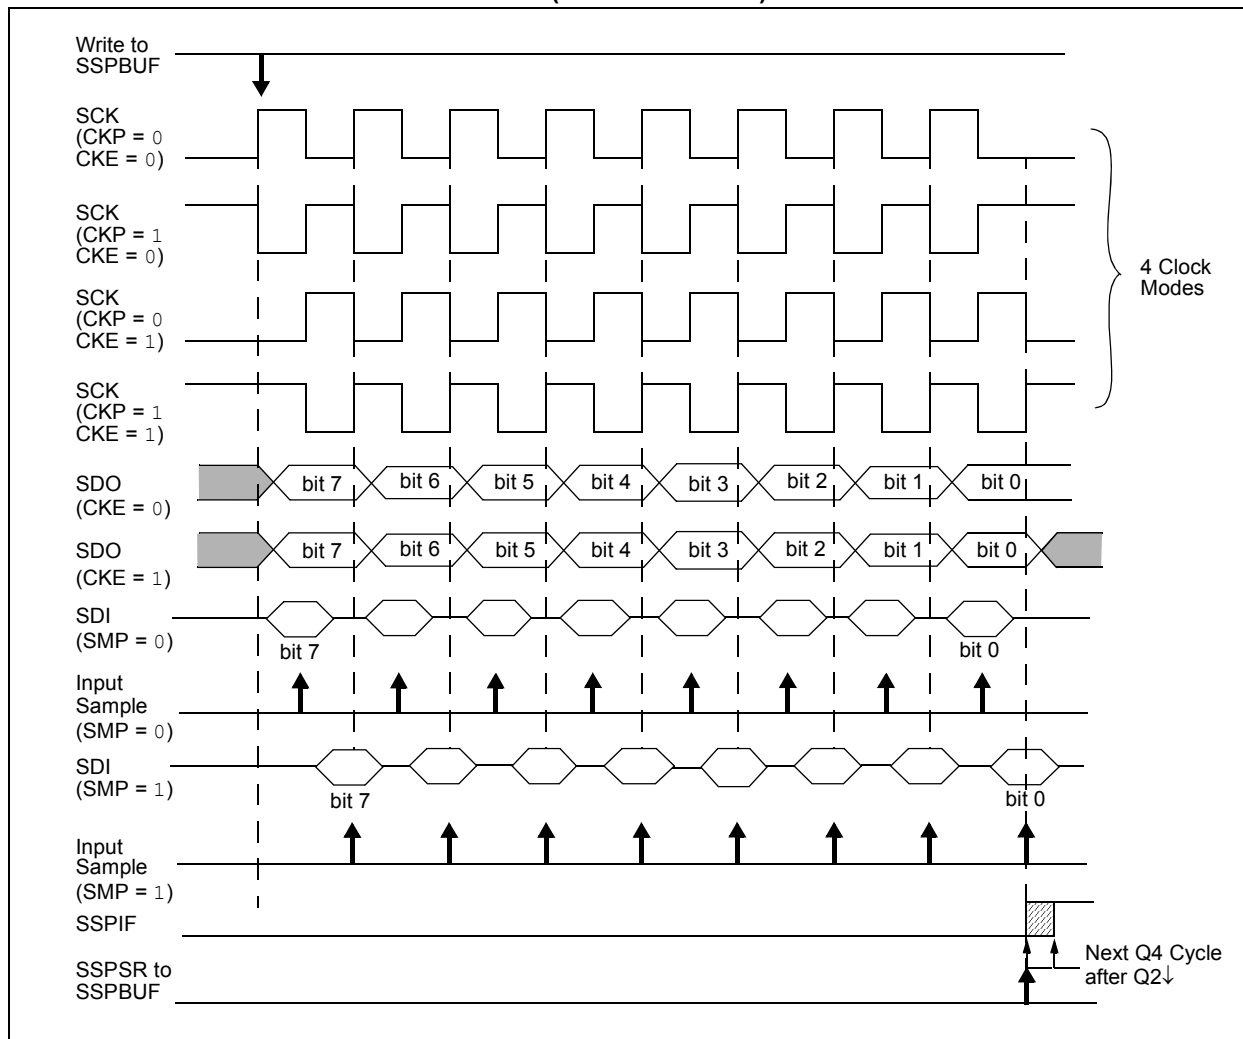 Write to
SSPBUF
SCK
(CKP = 0
CKE = 0)
SCK
(CKP = 1
CKE = 0)
SCK
(CKP = 0
CKE = 1)
SCK
(CKP = 1
CKE = 1)
4 Clock
Modes
SDO
(CKE = 0)
bit 7 bit 6 bit 5 bit 4 bit 3 bit 2 bit 1 bit 0
SDO
(CKE = 1)
bit 7 bit 6 bit 5 bit 4 bit 3 bit 2 bit 1 bit 0
SDI
(SMP = 0)
bit 7 bit 0
Input
Sample
(SMP = 0)
SDI
(SMP = 1)
bit 7 bit 0
Input
Sample
(SMP = 1)
SSPIF
Next Q4 Cycle
after Q2↓
SSPSR to
SSPBUF